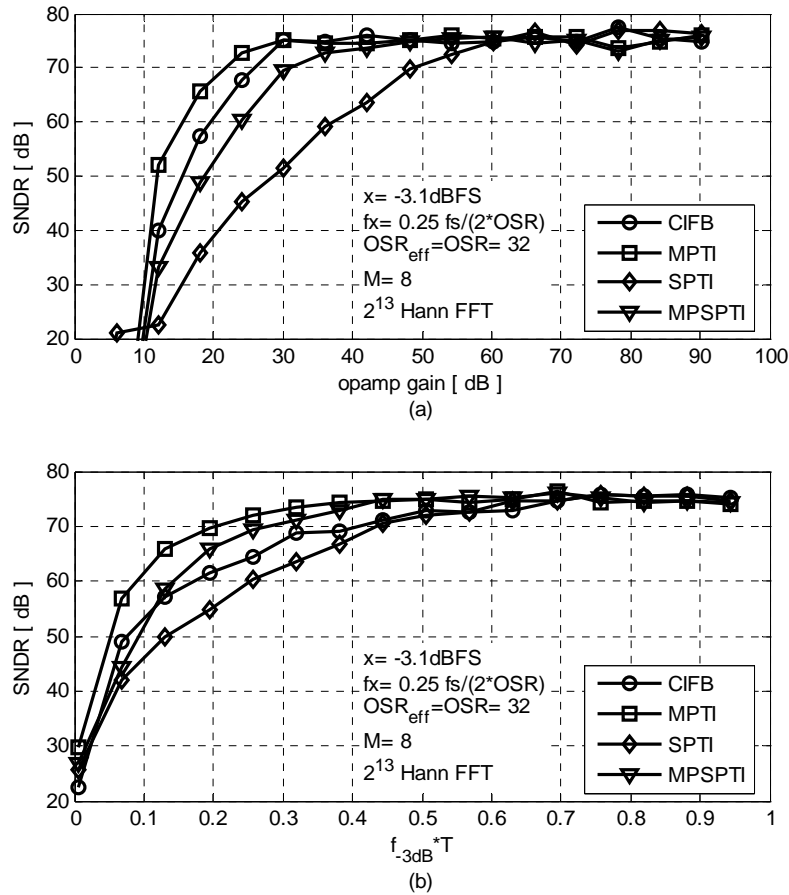 80
70
60
50
40
30
20
SNDR [ dB]
x= -3.1dBFS
fx= 0.25 fs/(2*OSR)
OSR_eff=OSR= 32
M= 8
2^13 Hann FFT
CIFB
MPTI
SPTI
MPSPTI
0 10 20 30 40 50 60 70 80 90 100
opamp gain [ dB]
(a)
80
70
60
50
40
30
20
SNDR [ dB]
x= -3.1dBFS
fx= 0.25 fs/(2*OSR)
OSR_eff=OSR= 32
M= 8
2^13 Hann FFT
CIFB
MPTI
SPTI
MPSPTI
0 0.1 0.2 0.3 0.4 0.5 0.6 0.7 0.8 0.9 1
f_-3dB*T
(b)